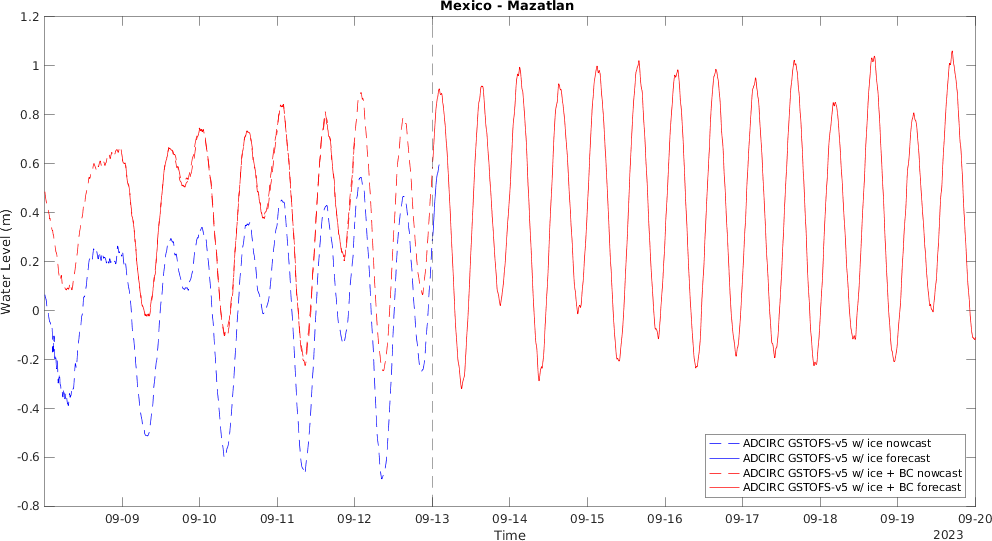 Mexico - Mazatlan
1.2
1
0.8
0.6
0.4
0.2
0
-0.2
-0.4
-0.6
-0.8
Water Level (m)
09-09 09-10 09-11 09-12 09-13 09-14 09-15 09-16 09-17 09-18 09-19 09-20
Time
2023
ADCIRC GSTOFS-v5 w/ ice nowcast
ADCIRC GSTOFS-v5 w/ ice forecast
ADCIRC GSTOFS-v5 w/ ice + BC nowcast
ADCIRC GSTOFS-v5 w/ ice + BC forecast